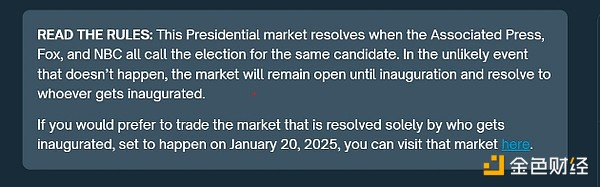 READ THE RULES: This Presidential market resolves when the Associated Press,
Fox, and NBC all call the election for the same candidate. In the unlikely event
that doesn't happen, the market will remain open until inauguration and resolve to
whoever gets inaugurated.
If you would prefer to trade the market that is resolved solely by who gets
inaugurated, set to happen on January 20, 2025, you can visit that market here.
金色财经